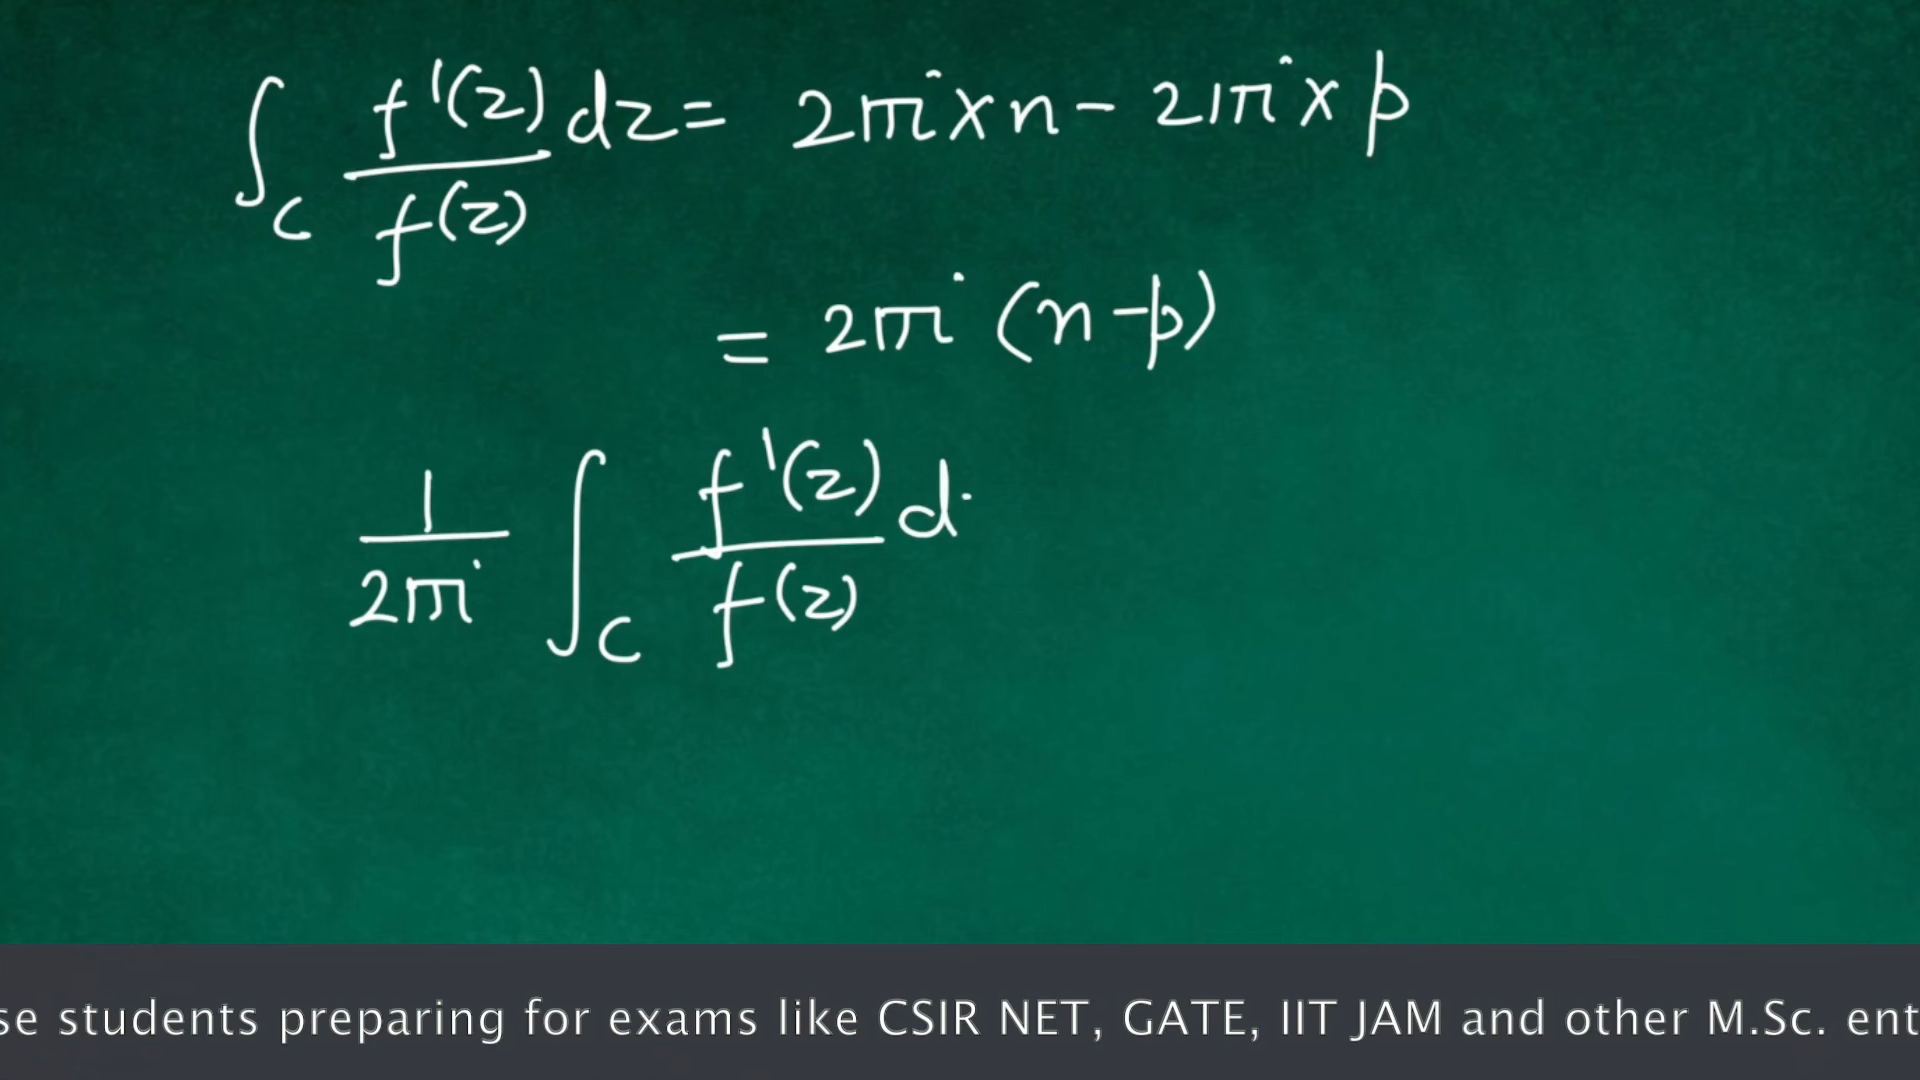 ∫_C f'(z)/f(z) dz = 2πi × n - 2πi × p
= 2πi (n-p)
1/2πi ∫_C f'(z)/f(z) d
se students preparing for exams like CSIR NET, GATE, IIT JAM and other M.Sc. ent